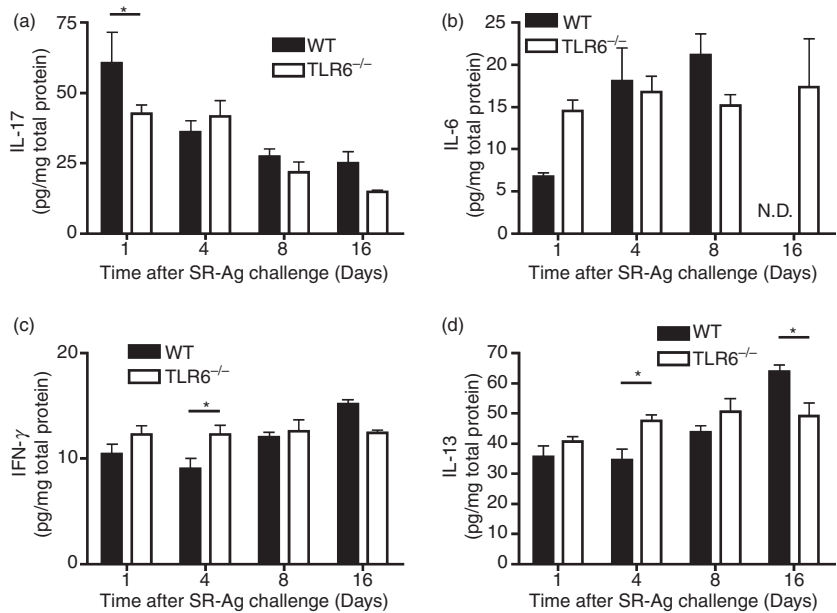 (a)
*
WT
TLR6−/−
75
50
25
0
IL-17
(pg/mg total protein)
1 4 8 16
Time after SR-Ag challenge (Days)
(b)
WT
TLR6−/−
25
20
15
10
5
0
IL-6
(pg/mg total protein)
N.D.
1 4 8 16
Time after SR-Ag challenge (Days)
(c)
WT
TLR6−/−
*
20
10
0
IFN-γ
(pg/mg total protein)
1 4 8 16
Time after SR-Ag challenge (Days)
(d)
WT
TLR6−/−
*
*
70
60
50
40
30
20
10
0
IL-13
(pg/mg total protein)
1 4 8 16
Time after SR-Ag challenge (Days)